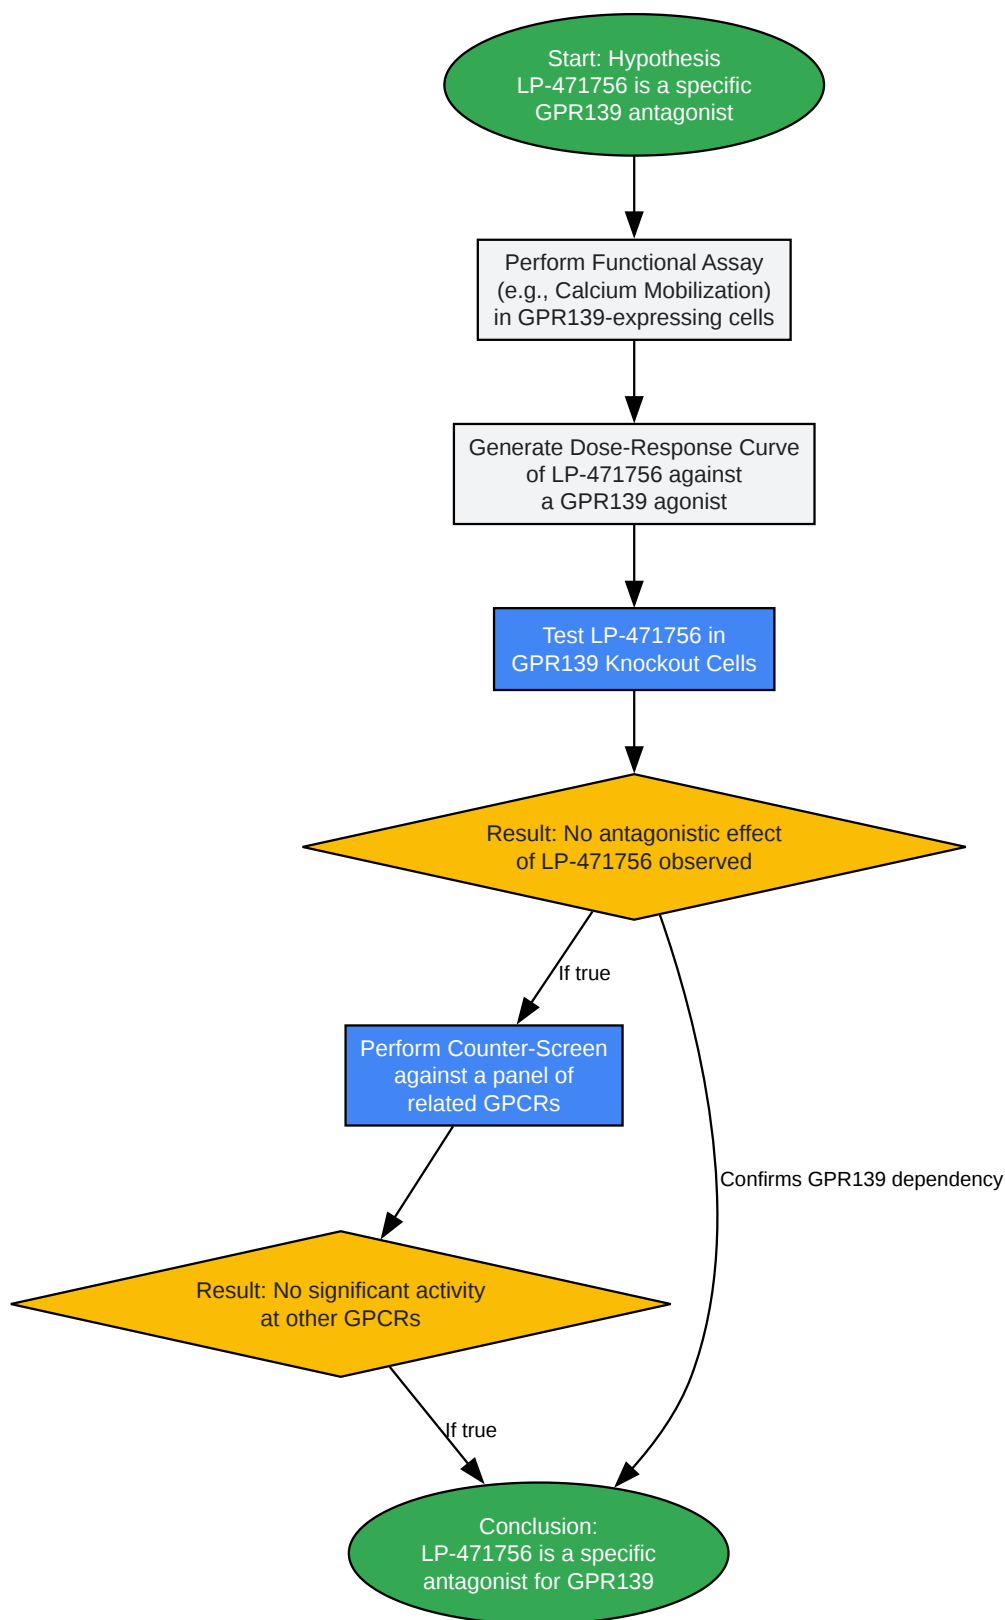 Start: Hypothesis
LP-471756 is a specific
GPR139 antagonist
Perform Functional Assay
(e.g., Calcium Mobilization)
in GPR139-expressing cells
Generate Dose-Response Curve
of LP-471756 against
a GPR139 agonist
Test LP-471756 in
GPR139 Knockout Cells
Result: No antagonistic effect
of LP-471756 observed
If true
Perform Counter-Screen
against a panel of
related GPCRs
Confirms GPR139 dependency
Result: No significant activity
at other GPCRs
If true
Conclusion:
LP-471756 is a specific
antagonist for GPR139